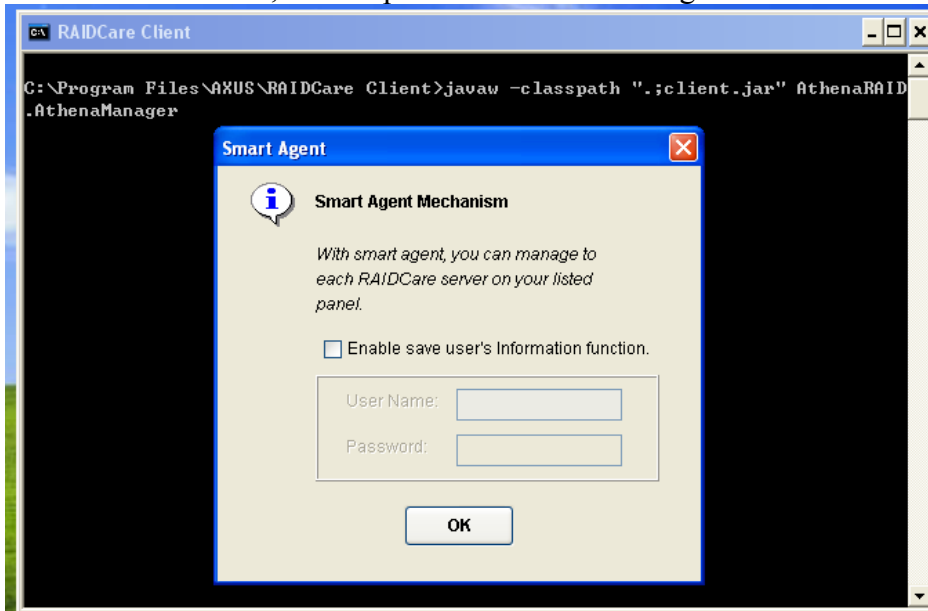 RAIDCare Client
C:\Program Files\AXUS\RAIDCare Client>javaw -classpath ".;client.jar" AthenaRAID
.AthenaManager
Smart Agent
Smart Agent Mechanism
With smart agent, you can manage to
each RAIDCare server on your listed
panel.
Enable save user's Information function.
User Name:
Password:
OK